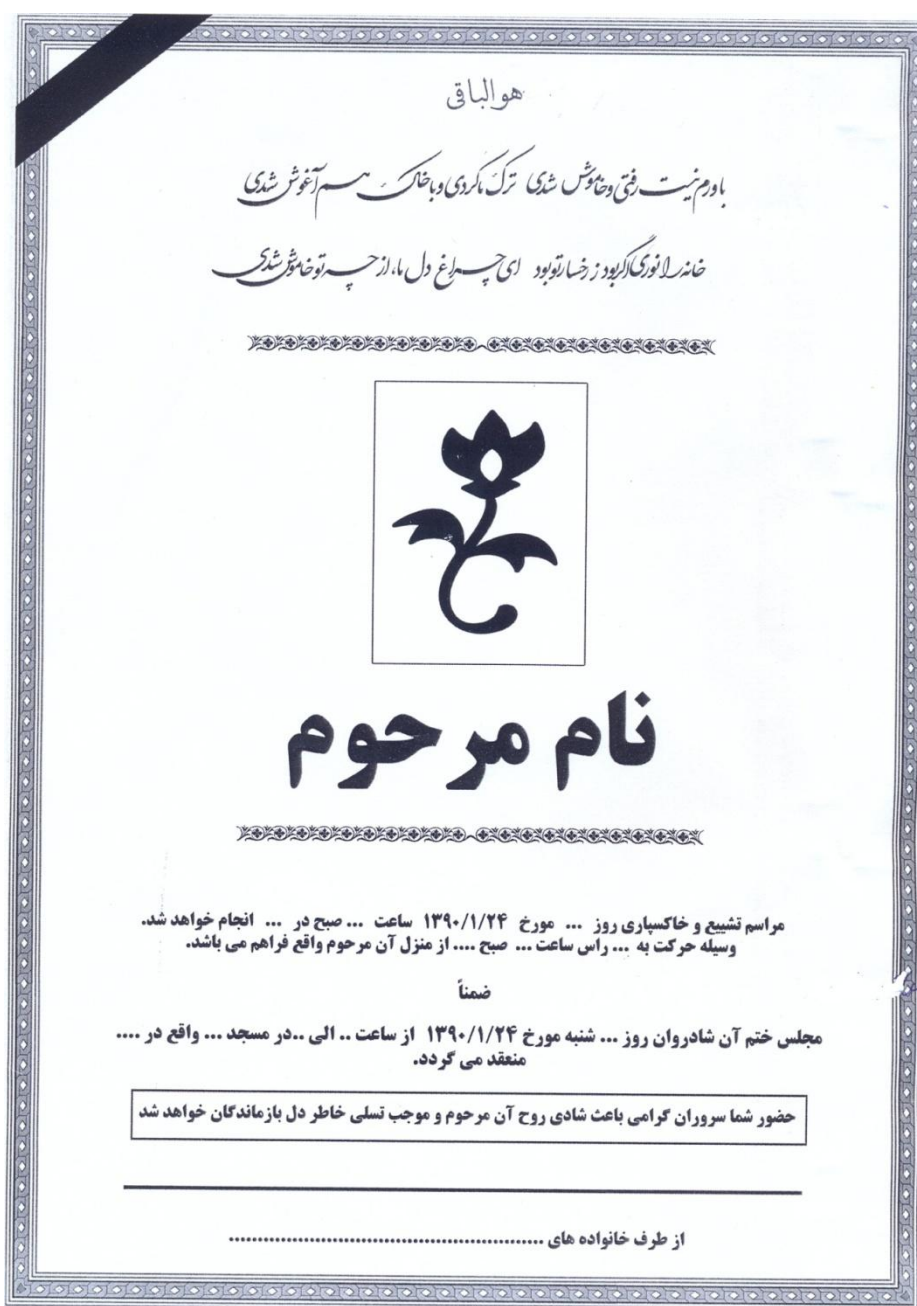 هو الباقی
باورم نیست رفتی و خاموش شدی ترک ما کردی و با خاک هم آغوش شدی
خانه را نوری اگر بود ز رخسار تو بود ای چراغ دل ما، از چه تو خاموش شدی
نام مرحوم
مراسم تشییع و خاکسپاری روز ... مورخ ۱۳۹۰/۱/۲۴ ساعت ... صبح در ... انجام خواهد شد.
وسیله حرکت به ... راس ساعت ... صبح .... از منزل آن مرحوم واقع فراهم می باشد.
ضمناً
مجلس ختم آن شادروان روز ... شنبه مورخ ۱۳۹۰/۱/۲۴ از ساعت .. الی ..در مسجد ... واقع در ....
منعقد می گردد.
حضور شما سروران گرامی باعث شادی روح آن مرحوم و موجب تسلی خاطر دل بازماندگان خواهد شد
از طرف خانواده های .......................................................